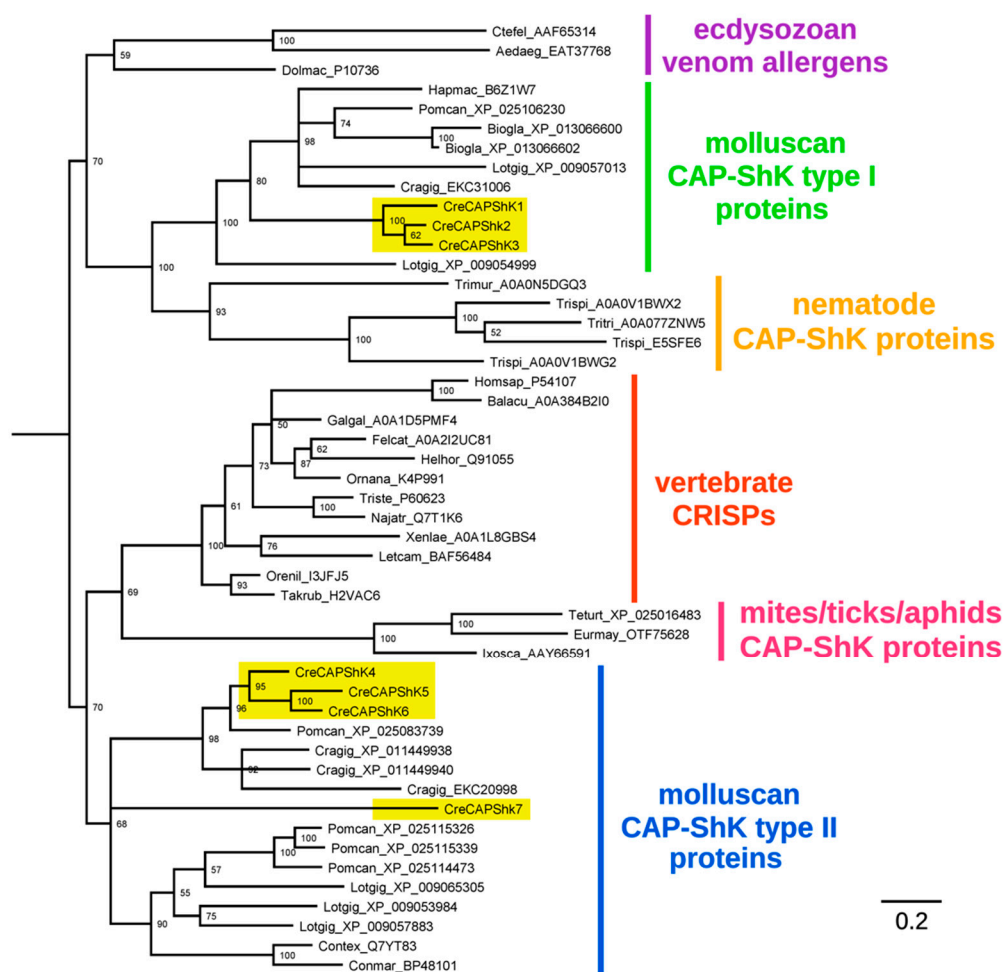 Ctefel_AAF65314
100
Aedaeg_EAT37768
59
Dolmac_P10736
ecdysozoan
venom allergens
Hapmac_B6Z1W7
Pomcan_XP_025106230
74
Biogla_XP_013066600
100
98
Biogla_XP_013066602
70
Lotgig_XP_009057013
80
Cragig_EKC31006
CreCAPShK1
100
100
CreCAPShk2
62
CreCAPShK3
100
Lotgig_XP_009054999
molluscan
CAP-ShK type I
proteins
Trimur_A0A0N5DGQ3
93
Trispi_A0A0V1BWX2
100
Tritri_A0A077ZNW5
52
100
Trispi_E5SFE6
Trispi_A0A0V1BWG2
nematode
CAP-ShK proteins
Homsap_P54107
100
Balacu_A0A384B2I0
50
Galgal_A0A1D5PMF4
Felcat_A0A2I2UC81
62
73
87
Helhor_Q91055
Ornana_K4P991
61
Triste_P60623
100
Najatr_Q7T1K6
Xenlae_A0A1L8GBS4
100
76
Letcam_BAF56484
Orenil_I3JFJ5
93
69
Takrub_H2VAC6
vertebrate
CRISPs
Teturt_XP_025016483
100
Eurmay_OTF75628
100
Ixosca_AAY66591
mites/ticks/aphids
CAP-ShK proteins
CreCAPShK4
95
CreCAPShK5
100
70
96
CreCAPShK6
98
Pomcan_XP_025083739
Cragig_XP_011449938
62
Cragig_XP_011449940
Cragig_EKC20998
CreCAPShk7
68
Pomcan_XP_025115326
100
100
Pomcan_XP_025115339
57
Pomcan_XP_025114473
55
Lotgig_XP_009065305
Lotgig_XP_009053984
75
90
Lotgig_XP_009057883
Contex_Q7YT83
100
Conmar_BP48101
molluscan
CAP-ShK type II
proteins
0.2